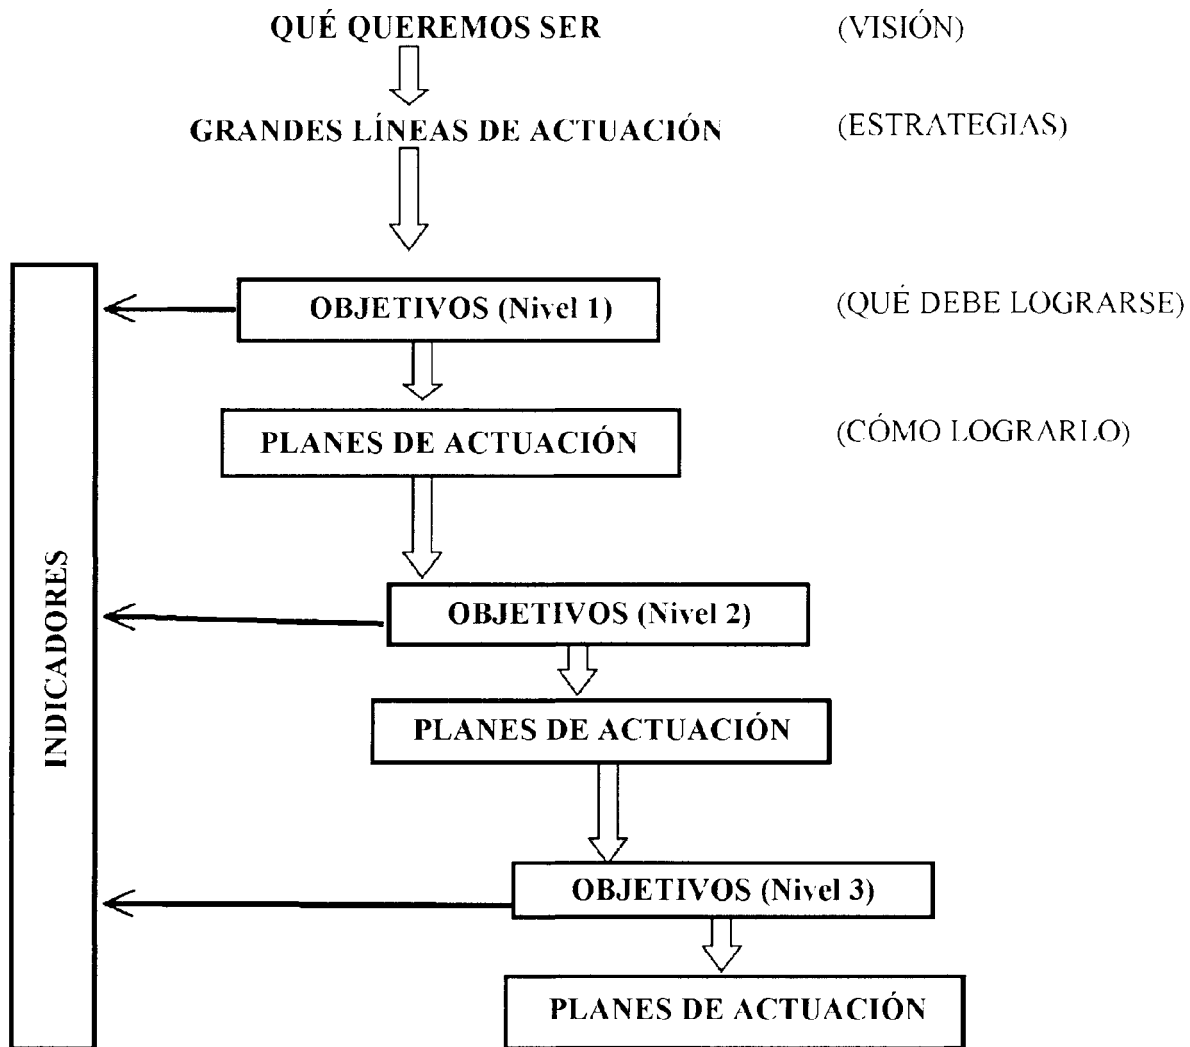 QUÉ QUEREMOS SER (VISIÓN)
GRANDES LÍNEAS DE ACTUACIÓN (ESTRATEGIAS)
OBJETIVOS (Nivel 1) (QUÉ DEBE LOGRARSE)
PLANES DE ACTUACIÓN (CÓMO LOGRARLO)
INDICADORES
OBJETIVOS (Nivel 2)
PLANES DE ACTUACIÓN
OBJETIVOS (Nivel 3)
PLANES DE ACTUACIÓN